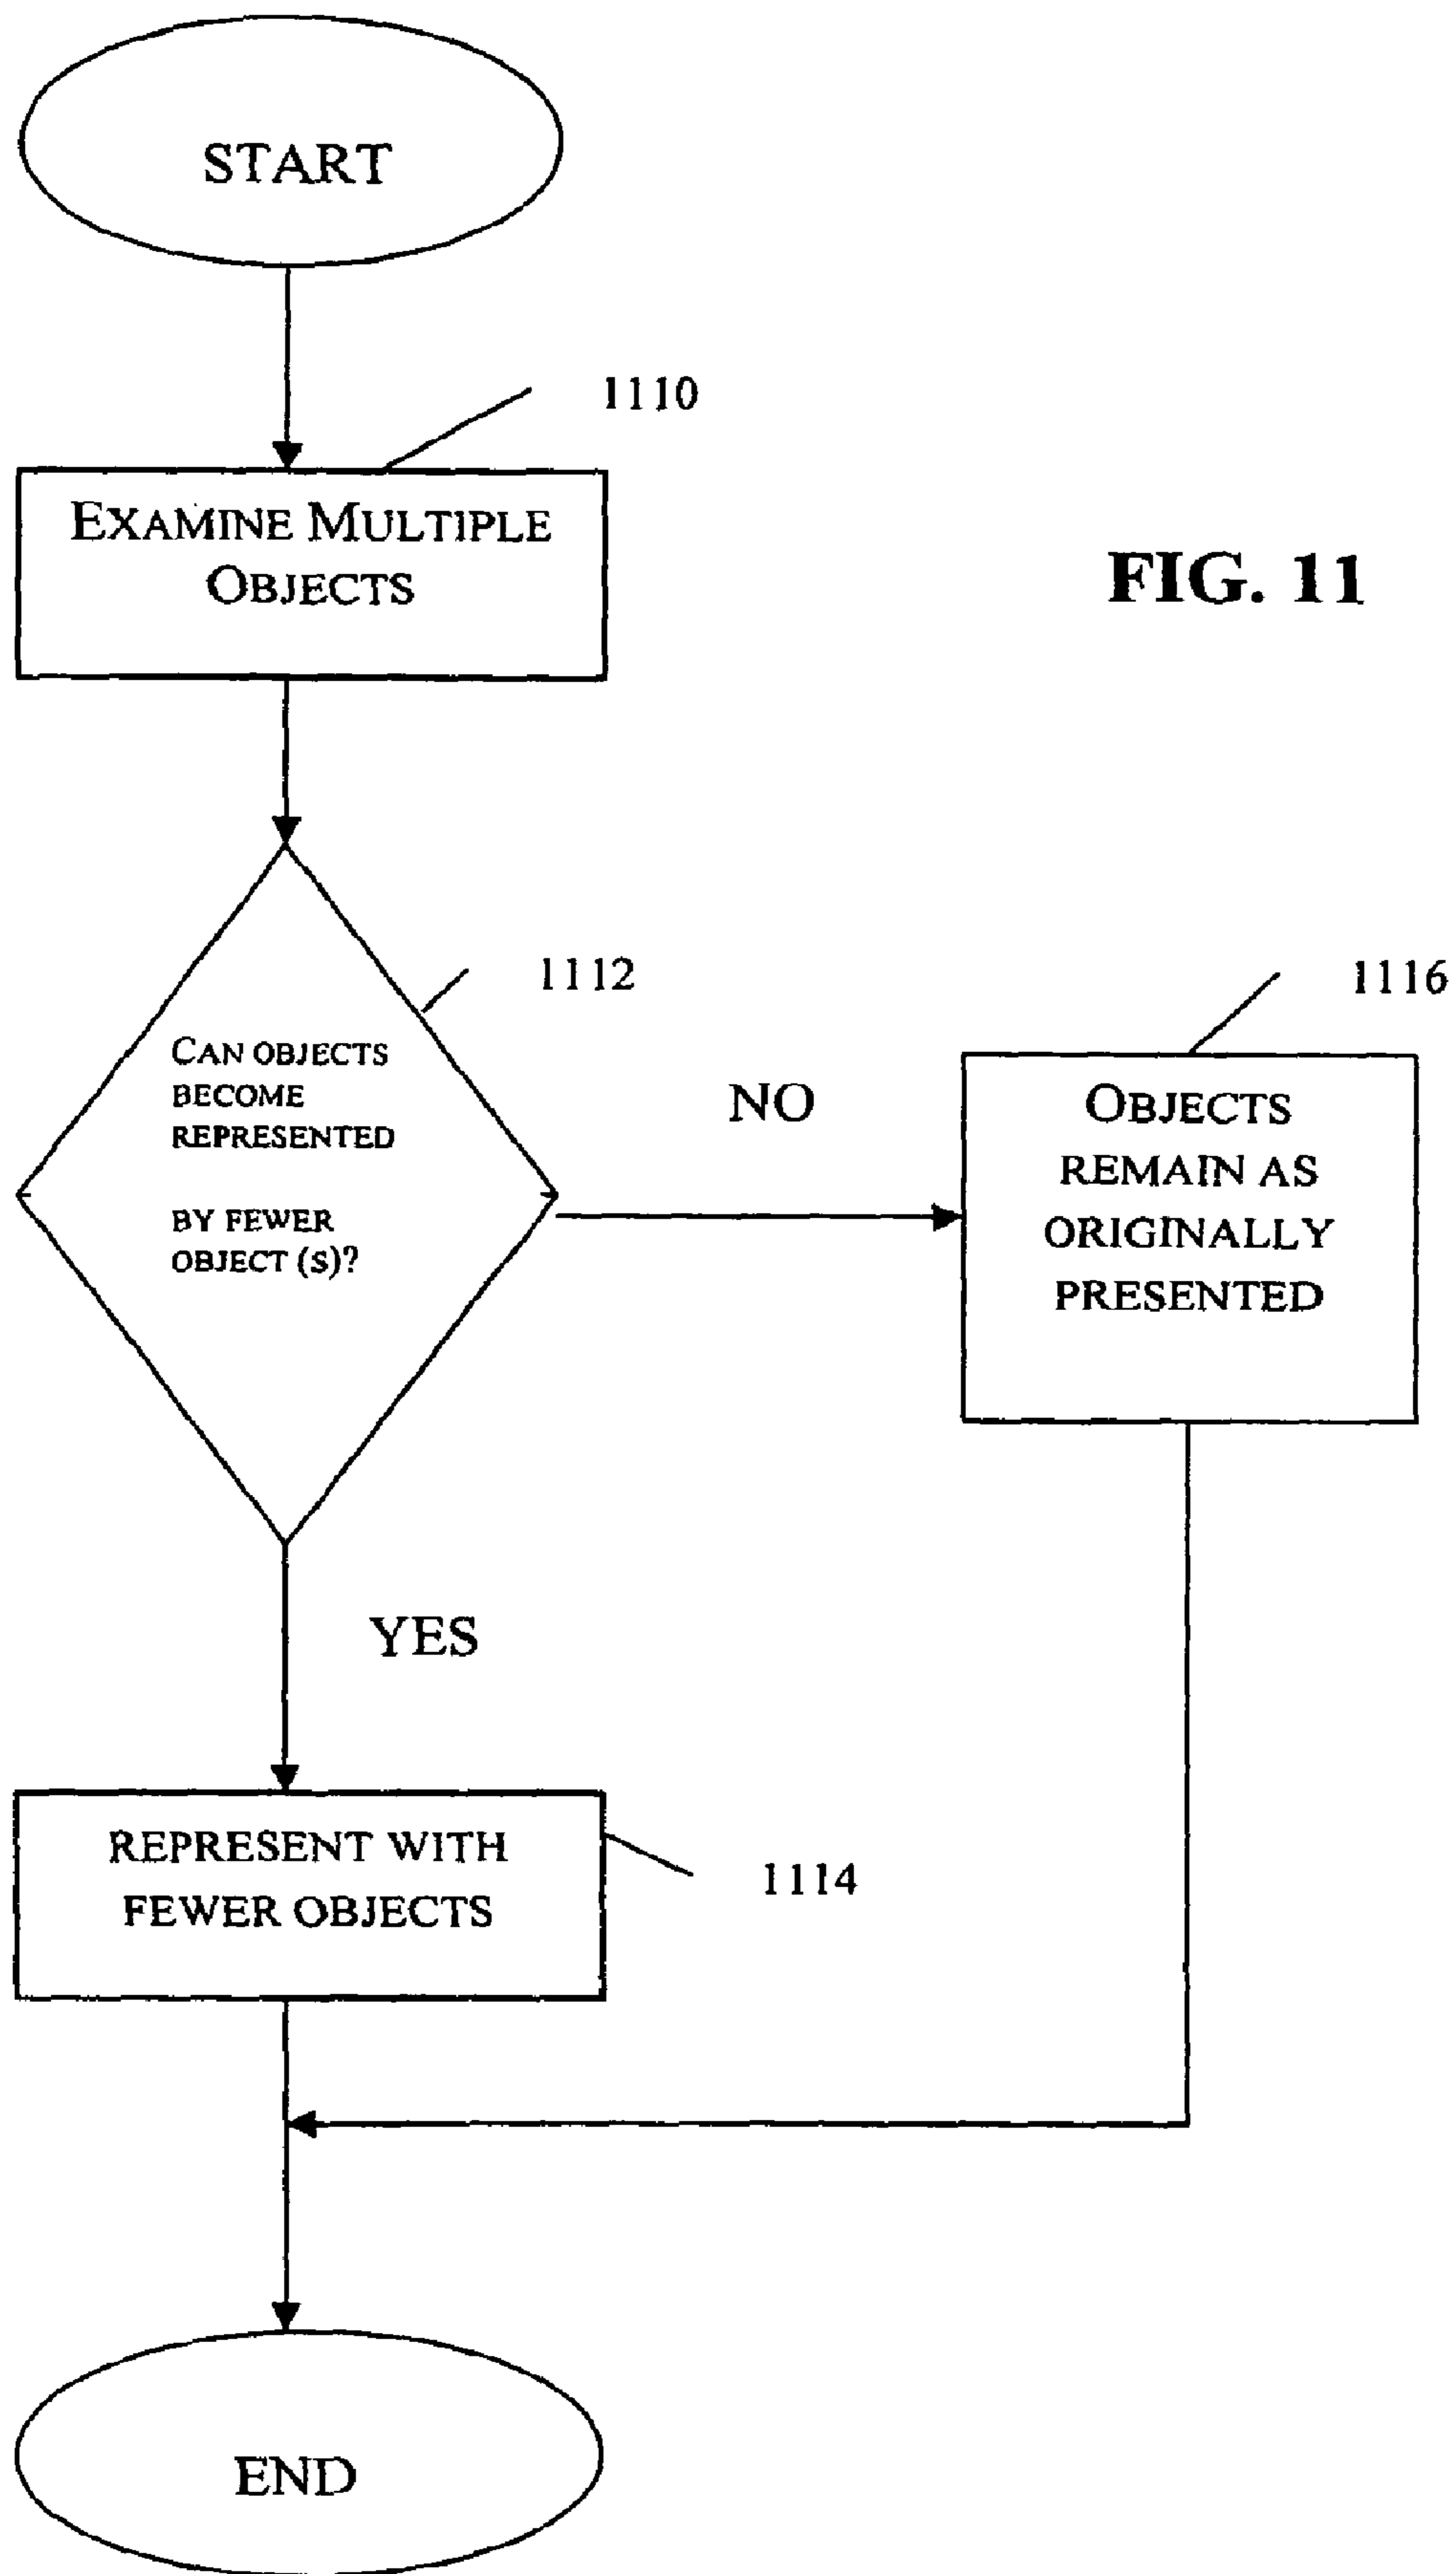 START
1110
EXAMINE MULTIPLE
OBJECTS
FIG. 11
1112
CAN OBJECTS
BECOME
REPRESENTED
BY FEWER
OBJECT (S)?
NO
1116
OBJECTS
REMAIN AS
ORIGINALLY
PRESENTED
YES
REPRESENT WITH
FEWER OBJECTS
1114
END